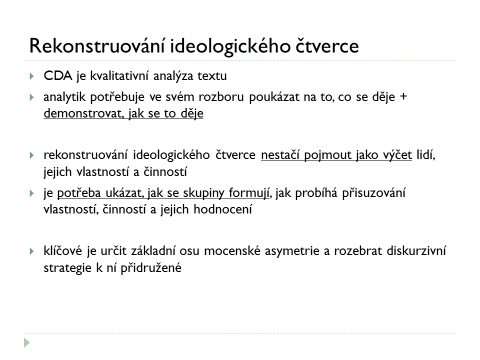 Rekonstruování ideologického čtverce
CDA je kvalitativní analýza textu
analytik potřebuje ve svém rozboru poukázat na to, co se děje +
demonstrovat, jak se to děje
rekonstruování ideologického čtverce nestačí pojmout jako výčet lidí,
jejich vlastností a činností
je potřeba ukázat, jak se skupiny formují, jak probíhá přisuzování
vlastností, činností a jejich hodnocení
klíčové je určit základní osu mocenské asymetrie a rozebrat diskurzivní
strategie k ní přidružené